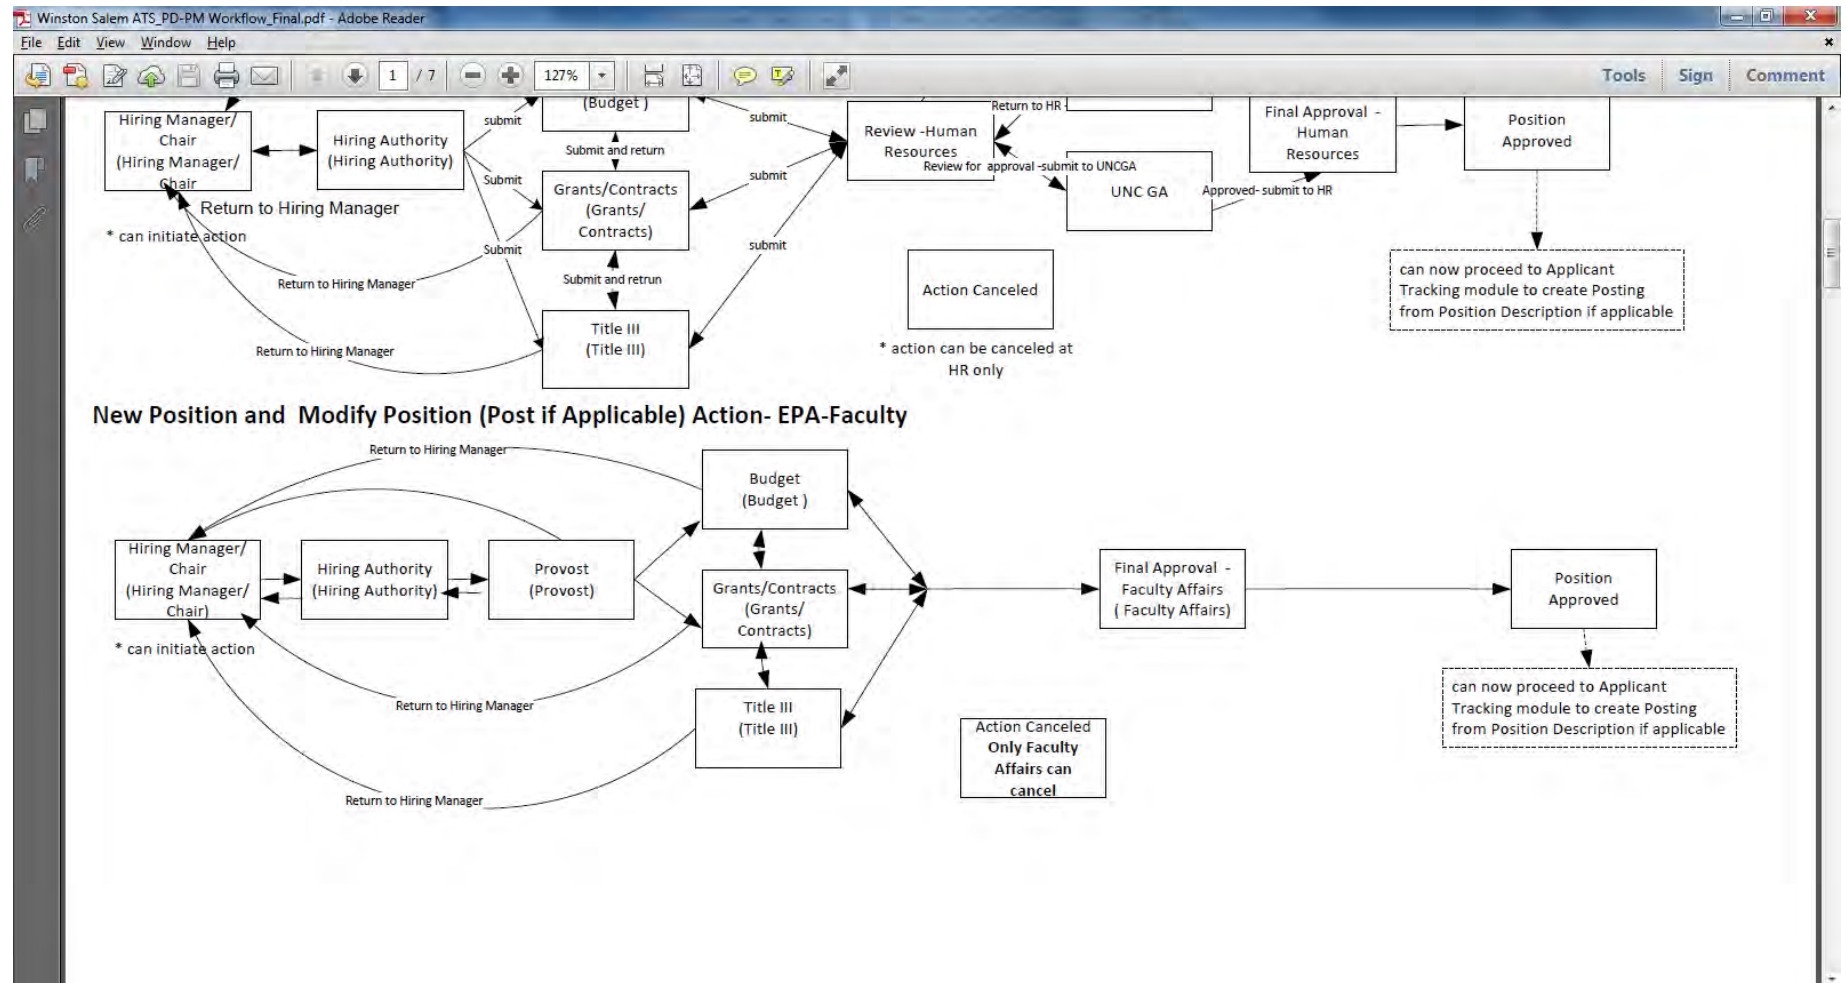 Winston Salem ATS_PD-PM Workflow_Final.pdf - Adobe Reader
File Edit View Window Help
1 / 7
127%
Tools Sign Comment
(Budget )
Hiring Manager/
Chair
(Hiring Manager/
Chair
Hiring Authority
(Hiring Authority)
submit
Submit
Submit
Submit and return
Grants/Contracts
(Grants/
Contracts)
Submit and retrun
Title III
(Title III)
submit
submit
submit
Review -Human
Resources
Return to HR -
Review for approval -submit to UNCGA
UNC GA
Approved- submit to HR
Final Approval -
Human
Resources
Position
Approved
Return to Hiring Manager
* can initiate action
Return to Hiring Manager
Return to Hiring Manager
Action Canceled
* action can be canceled at
HR only
can now proceed to Applicant
Tracking module to create Posting
from Position Description if applicable
New Position and Modify Position (Post if Applicable) Action- EPA-Faculty
Return to Hiring Manager
Hiring Manager/
Chair
(Hiring Manager/
Chair)
* can initiate action
Hiring Authority
(Hiring Authority)
Provost
(Provost)
Budget
(Budget )
Grants/Contracts
(Grants/
Contracts)
Title III
(Title III)
Return to Hiring Manager
Return to Hiring Manager
Final Approval -
Faculty Affairs
( Faculty Affairs)
Position
Approved
can now proceed to Applicant
Tracking module to create Posting
from Position Description if applicable
Action Canceled
Only Faculty
Affairs can
cancel